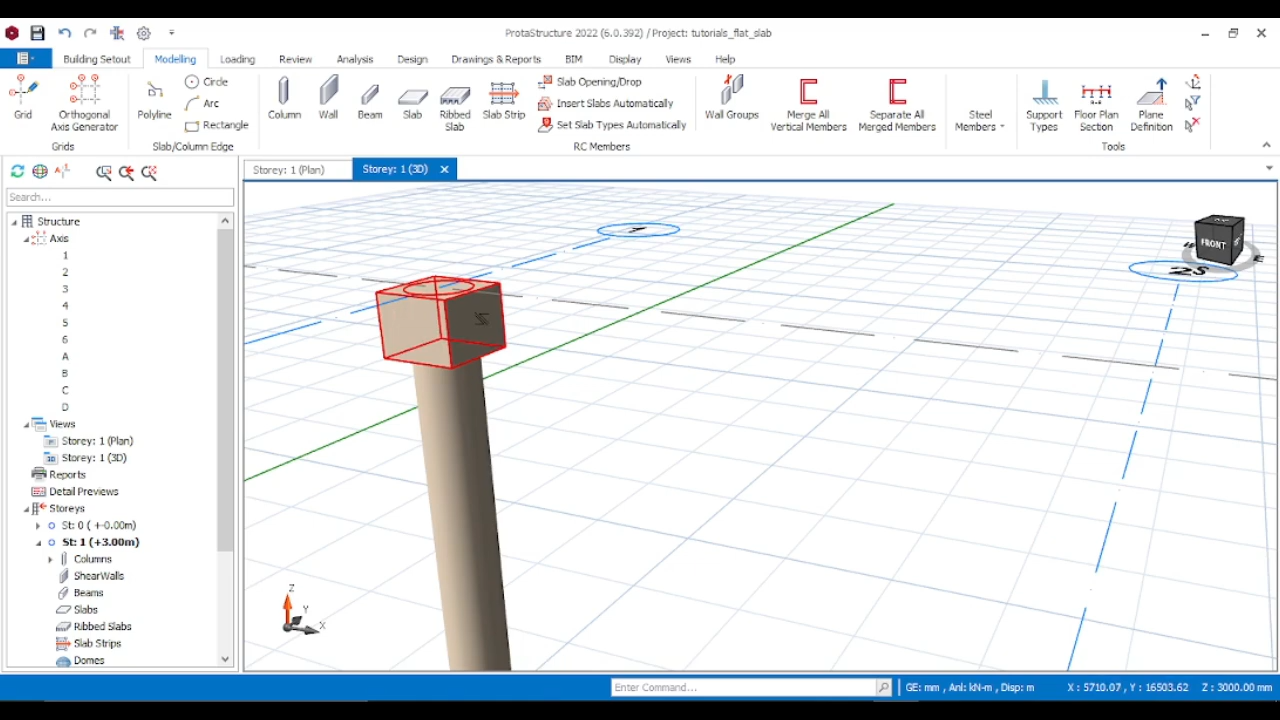 ProtaStructure 2022 (6.0.392) / Project: tutorials_flat_slab
Building Setout Modelling Loading Review Analysis Design Drawings & Reports BIM Display Views Help
Grid
Orthogonal
Axis Generator
Grids
Polyline
Circle
Arc
Rectangle
Slab/Column Edge
Column
Wall
Beam
Slab
Ribbed
Slab
Slab Strip
Slab Opening/Drop
Insert Slabs Automatically
Set Slab Types Automatically
RC Members
Wall Groups
Merge All
Vertical Members
Separate All
Merged Members
Steel
Members
Support
Types
Floor Plan
Section
Plane
Definition
Tools
Storey: 1 (Plan)
Storey: 1 (3D)
Search...
Structure
Axis
1
2
3
4
5
6
A
B
C
D
Views
Storey: 1 (Plan)
Storey: 1 (3D)
Reports
Detail Previews
Storeys
St: 0 ( +-0.00m)
St: 1 (+3.00m)
Columns
ShearWalls
Beams
Slabs
Ribbed Slabs
Slab Strips
Domes
FRONT
E
Z
Y
X
Enter Command...
GE: mm , Anl: kN-m , Disp: m
X : 5710.07 , Y : 16503.62
Z : 3000.00 mm